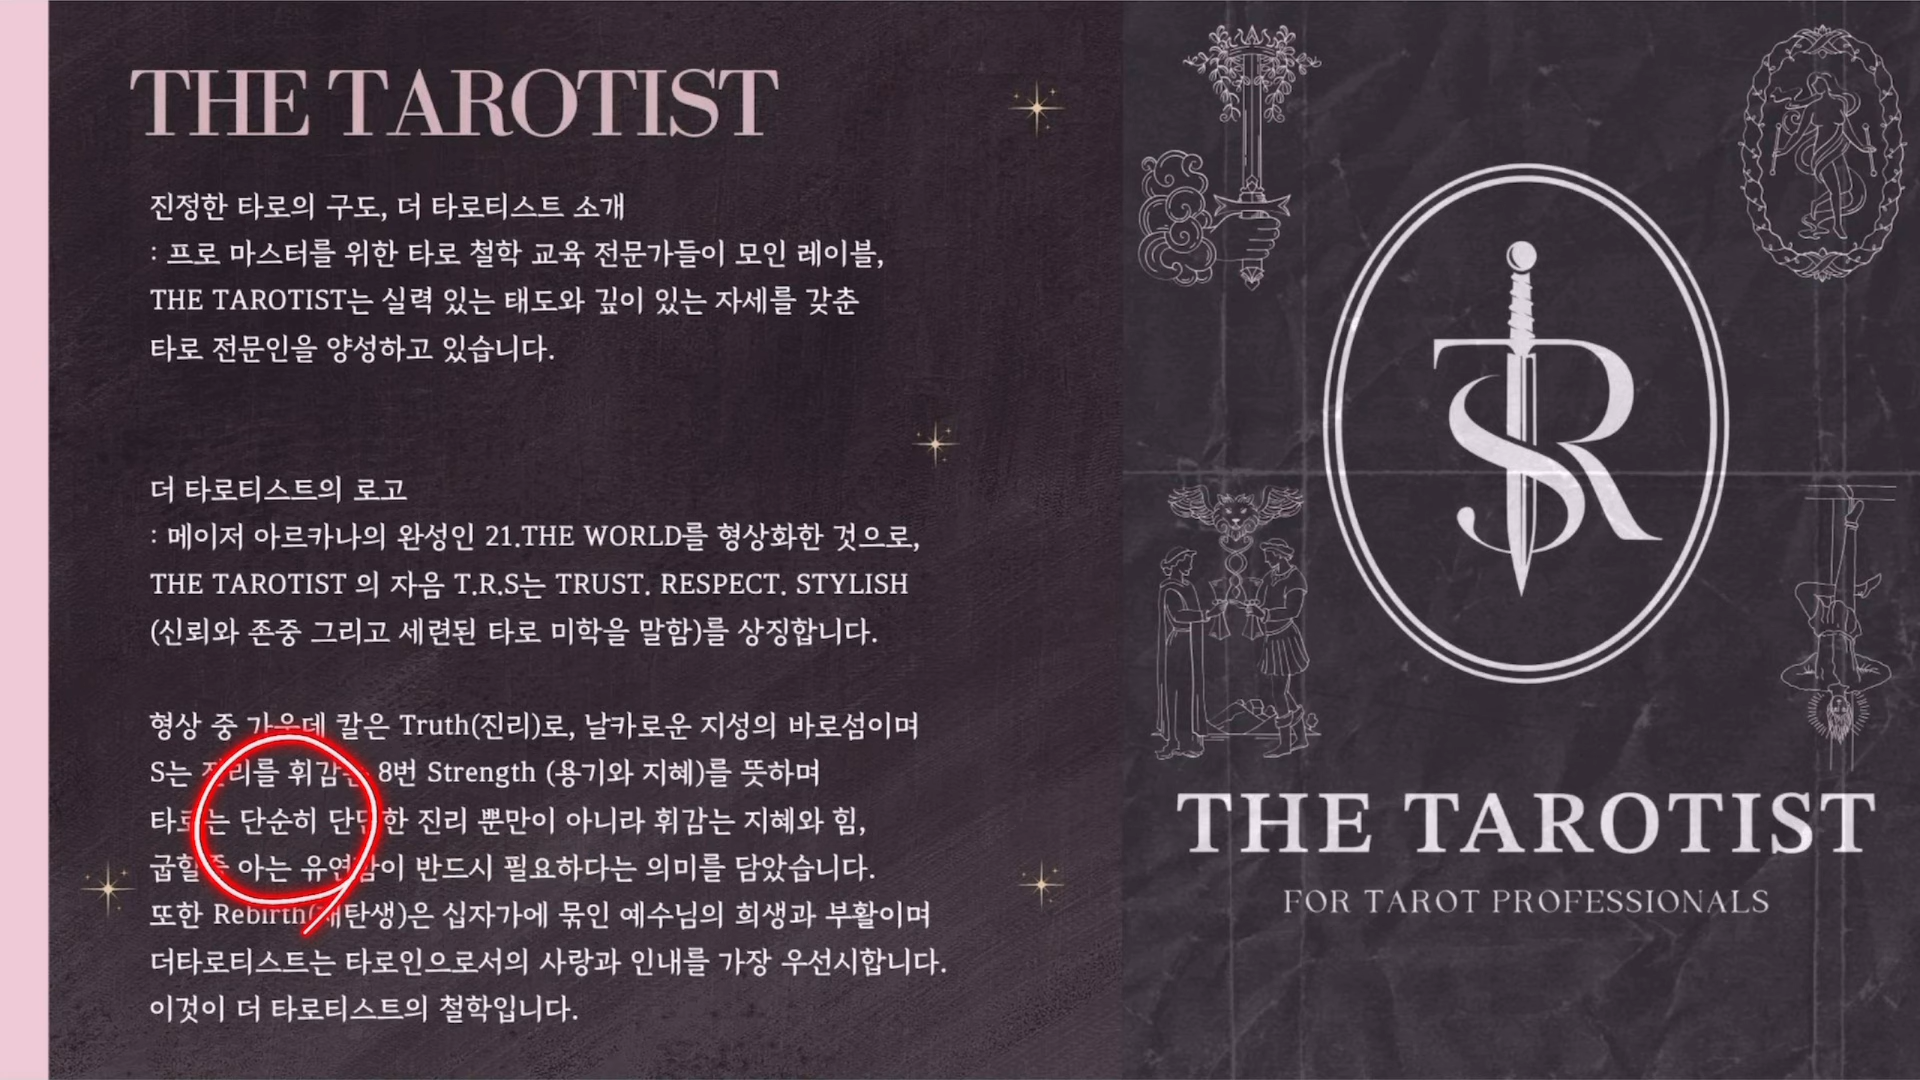 THE TAROTIST
진정한 타로의 구도, 더 타로티스트 소개
: 프로 마스터를 위한 타로 철학 교육 전문가들이 모인 레이블,
THE TAROTIST는 실력 있는 태도와 깊이 있는 자세를 갖춘
타로 전문인을 양성하고 있습니다.
더 타로티스트의 로고
: 메이저 아르카나의 완성인 21.THE WORLD를 형상화한 것으로,
THE TAROTIST 의 자음 T.R.S는 TRUST. RESPECT. STYLISH
(신뢰와 존중 그리고 세련된 타로 미학을 말함)를 상징합니다.
형상 중 가운데 칼은 Truth(진리)로, 날카로운 지성의 바로섬이며
S는 진리를 휘감는 8번 Strength (용기와 지혜)를 뜻하며
타로는 단순히 단단한 진리 뿐만이 아니라 휘감는 지혜와 힘,
굽힐줄 아는 유연함이 반드시 필요하다는 의미를 담았습니다.
또한 Rebirth(재탄생)은 십자가에 묶인 예수님의 희생과 부활이며
더타로티스트는 타로인으로서의 사랑과 인내를 가장 우선시합니다.
이것이 더 타로티스트의 철학입니다.
TSR
THE TAROTIST
FOR TAROT PROFESSIONALS